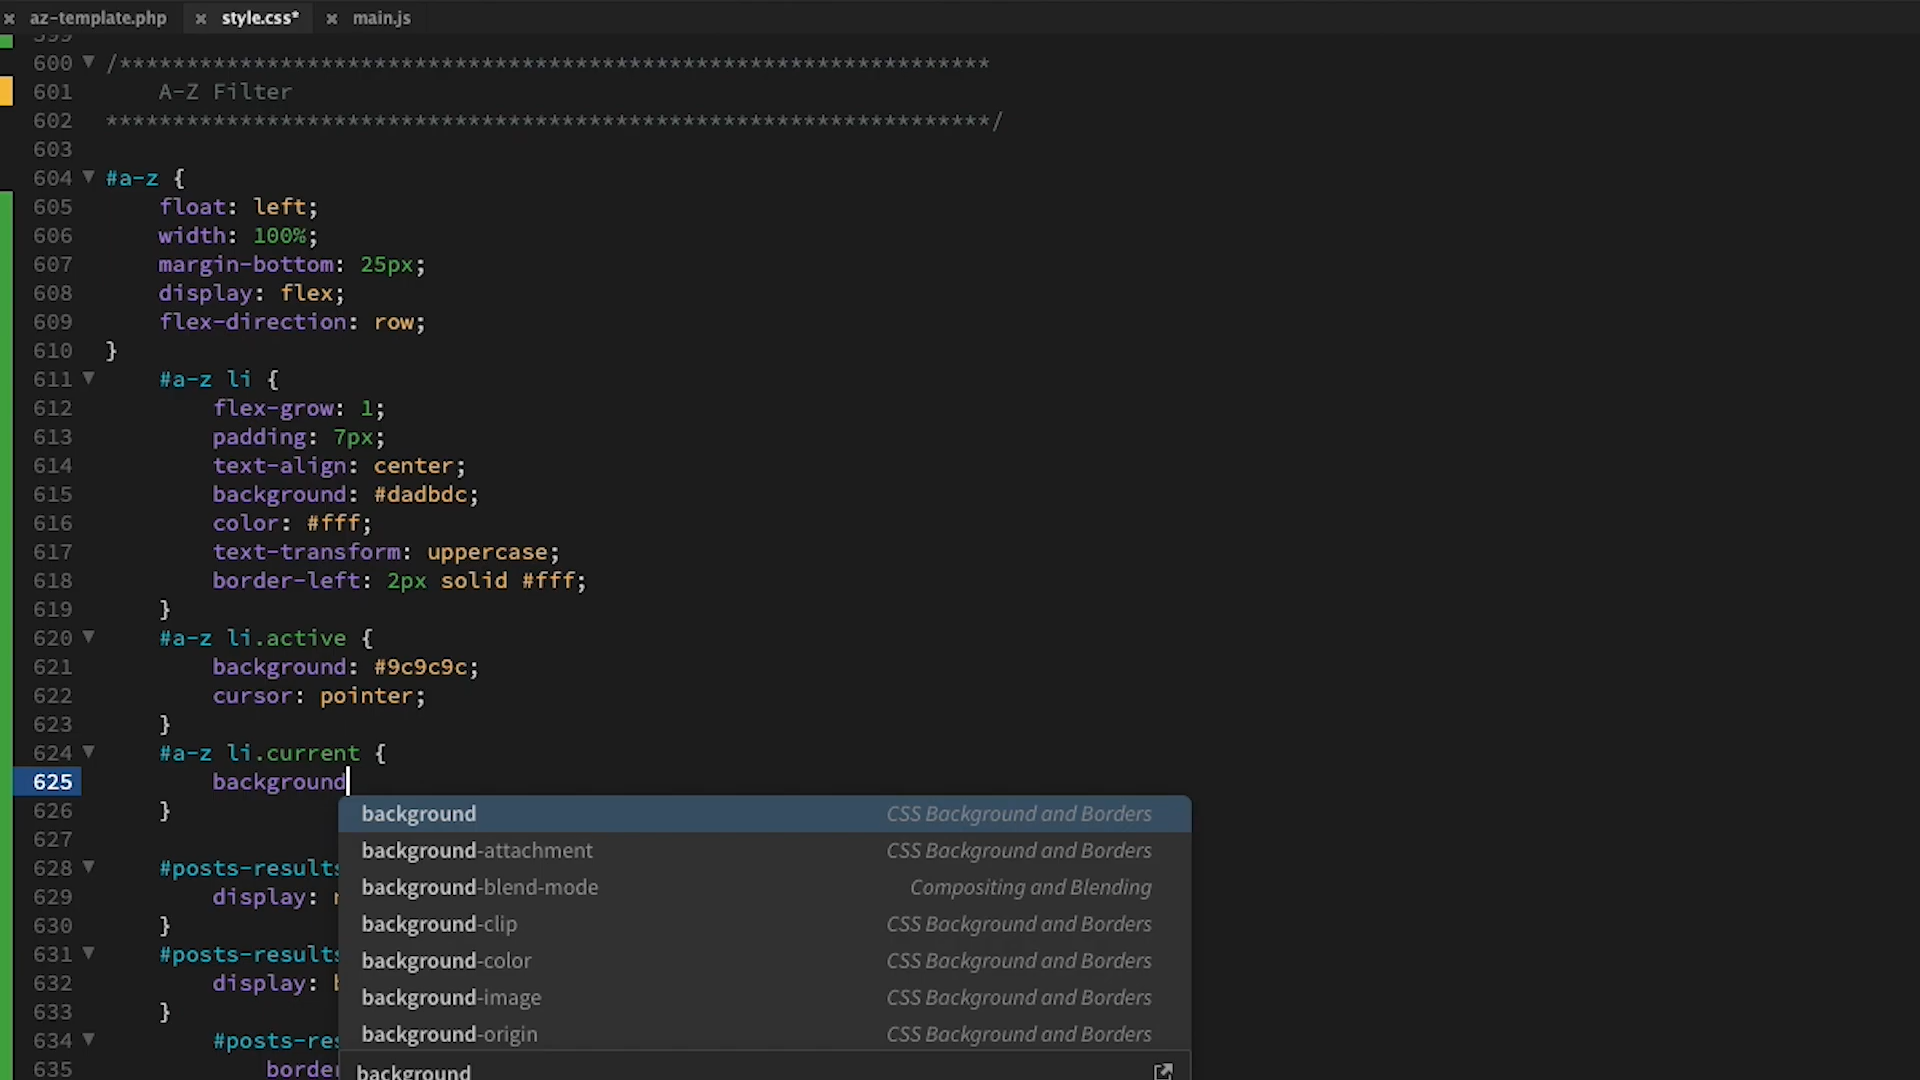 × az-template.php × style.css* × main.js
599
600 ▼ /*****************************************************************
601 A-Z Filter
602 ******************************************************************/
603
604 ▼ #a-z {
605 float: left;
606 width: 100%;
607 margin-bottom: 25px;
608 display: flex;
609 flex-direction: row;
610 }
611 ▼ #a-z li {
612 flex-grow: 1;
613 padding: 7px;
614 text-align: center;
615 background: #dadbdc;
616 color: #fff;
617 text-transform: uppercase;
618 border-left: 2px solid #fff;
619 }
620 ▼ #a-z li.active {
621 background: #9c9c9c;
622 cursor: pointer;
623 }
624 ▼ #a-z li.current {
625 background
626 }
background CSS Background and Borders
627
background-attachment CSS Background and Borders
628 ▼ #posts-results
background-blend-mode Compositing and Blending
629 display:
background-clip CSS Background and Borders
630 }
631 ▼ #posts-results
background-color CSS Background and Borders
632 display:
background-image CSS Background and Borders
633 }
background-origin CSS Background and Borders
634 ▼ #posts-res
635 border
background